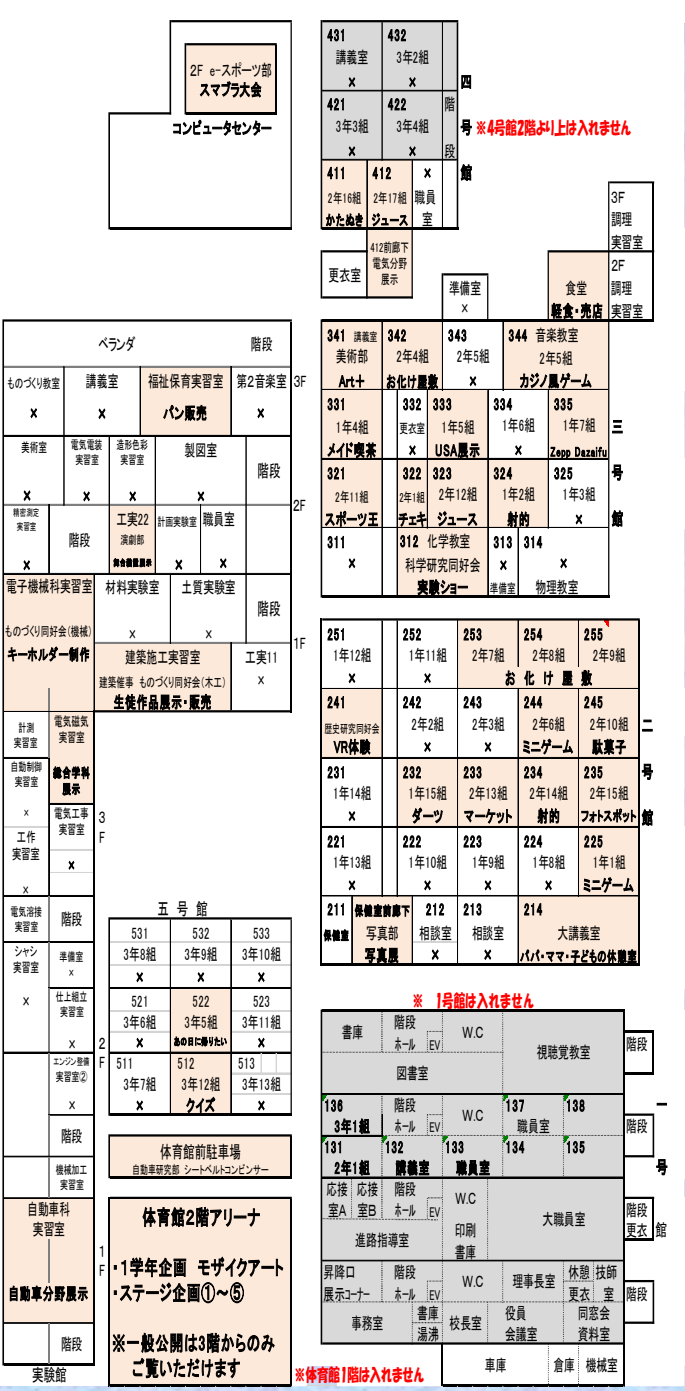 2F e-スポーツ部
スマブラ大会
コンピュータセンター
431
講義室
×
432
3年2組
×
四
421
3年3組
×
422
3年4組
×
階
段
号
※4号館2階より上は入れません
411
2年16組
かたぬき
412
2年17組
ジュース
×
職員
室
館
更衣室
412前廊下
電気分野
展示
準備室
×
食堂
軽食・売店
3F
調理
実習室
2F
調理
実習室
ベランダ
階段
ものづくり教室
×
講義室
×
福祉保育実習室
パン販売
第2音楽室
×
3F
美術室
×
電気電装
実習室
×
造形色彩
実習室
×
製図室
×
階段
2F
精密測定
実習室
×
階段
工実22
演劇部
舞台装置展示
計画実験室
×
職員室
×
電子機械科実習室
ものづくり同好会(機械)
キーホルダー制作
材料実験室
×
土質実験室
×
階段
1F
建築施工実習室
建築催事 ものづくり同好会(木工)
生徒作品展示・販売
工実11
×
341 講義室
美術部
Art+
342
2年4組
お化け屋敷
343
2年5組
×
344 音楽教室
2年5組
カジノ風ゲーム
331
1年4組
メイド喫茶
332
更衣室
×
333
1年5組
USA展示
334
1年6組
×
335
1年7組
Zepp Dazaifu
三
321
2年11組
スポーツ王
322
2年1組
チェキ
323
2年12組
ジュース
324
1年2組
射的
325
1年3組
×
号
館
311
×
312 化学教室
科学研究同好会
実験ショー
313
×
準備室
314
×
物理教室
251
1年12組
×
252
1年11組
×
253
2年7組
254
2年8組
255
2年9組
お化け屋敷
241
歴史研究同好会
VR体験
242
2年2組
×
243
2年3組
×
244
2年6組
ミニゲーム
245
2年10組
駄菓子
二
231
1年14組
×
232
1年15組
ダーツ
233
2年13組
マーケット
234
2年14組
射的
235
2年15組
フォトスポット
号
館
221
1年13組
×
222
1年10組
×
223
1年9組
×
224
1年8組
×
225
1年1組
ミニゲーム
211
保健室
保健室前廊下
写真部
写真展
212
相談室
×
213
相談室
×
214
大講義室
パパ・ママ・子どもの休憩室
計測
実習室
電気磁気
実習室
総合学科
展示
自動制御
実習室
×
電気工事
実習室
×
3
F
工作
実習室
×
電気溶接
実習室
階段
シャシ
実習室
×
準備室
×
仕上組立
実習室
×
2
F
エンジン整備
実習室②
×
階段
機械加工
実習室
自動車科
実習室
自動車分野展示
1
F
階段
実験館
五号館
531
3年8組
×
532
3年9組
×
533
3年10組
×
521
3年6組
×
522
3年5組
あの日に帰りたい
523
3年11組
×
511
3年7組
×
512
3年12組
クイズ
513
3年13組
×
体育館前駐車場
自動車研究部 シートベルトコンビンサー
体育館2階アリーナ
・1学年企画 モザイクアート
・ステージ企画①～⑤
※一般公開は3階からのみ
ご覧いただけます
※体育館1階は入れません
※ 1号館は入れません
書庫
階段
ホール
EV
W.C
視聴覚教室
階段
図書室
136
3年1組
階段
ホール
EV
W.C
137
職員室
138
階段
一
131
2年1組
132
講義室
133
職員室
134
135
号
応接
室A
応接
室B
階段
ホール
EV
W.C
印刷
書庫
大職員室
階段
更衣
館
進路指導室
昇降口
展示コーナー
階段
ホール
EV
W.C
理事長室
休憩
更衣
技師
室
階段
事務室
書庫
湯沸
校長室
役員
会議室
同窓会
資料室
車庫
倉庫
機械室